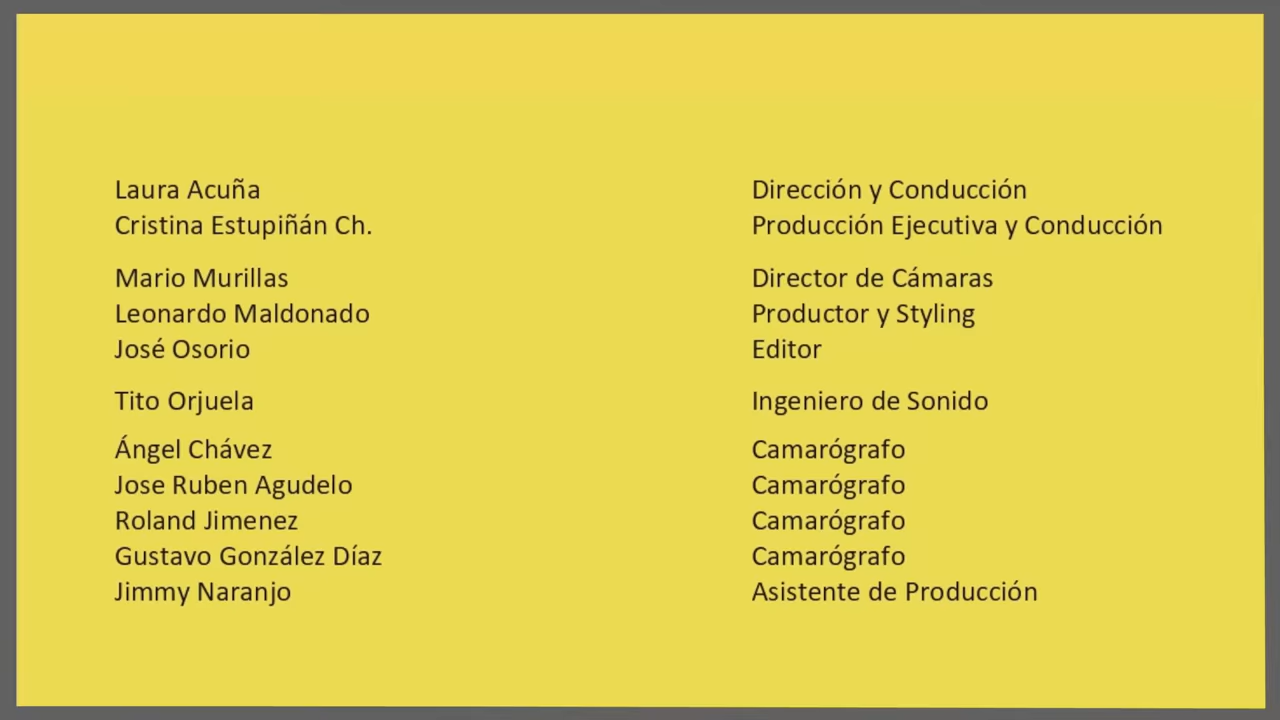 Laura Acuña Dirección y Conducción
Cristina Estupiñán Ch. Producción Ejecutiva y Conducción
Mario Murillas Director de Cámaras
Leonardo Maldonado Productor y Styling
José Osorio Editor
Tito Orjuela Ingeniero de Sonido
Ángel Chávez Camarógrafo
Jose Ruben Agudelo Camarógrafo
Roland Jimenez Camarógrafo
Gustavo González Díaz Camarógrafo
Jimmy Naranjo Asistente de Producción